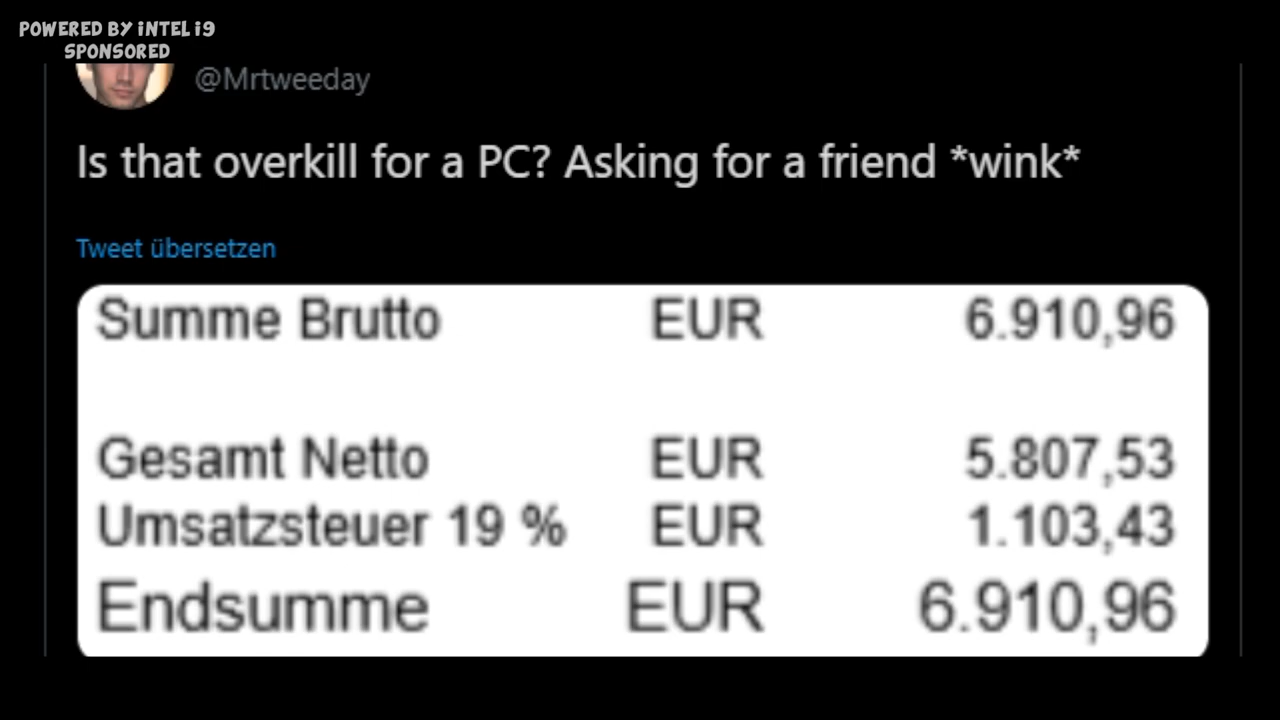 POWERED BY iNTEL i9
SPONSORED
@Mrtweeday
Is that overkill for a PC? Asking for a friend *wink*
Tweet übersetzen
Summe Brutto EUR 6.910,96
Gesamt Netto EUR 5.807,53
Umsatzsteuer 19 % EUR 1.103,43
Endsumme EUR 6.910,96